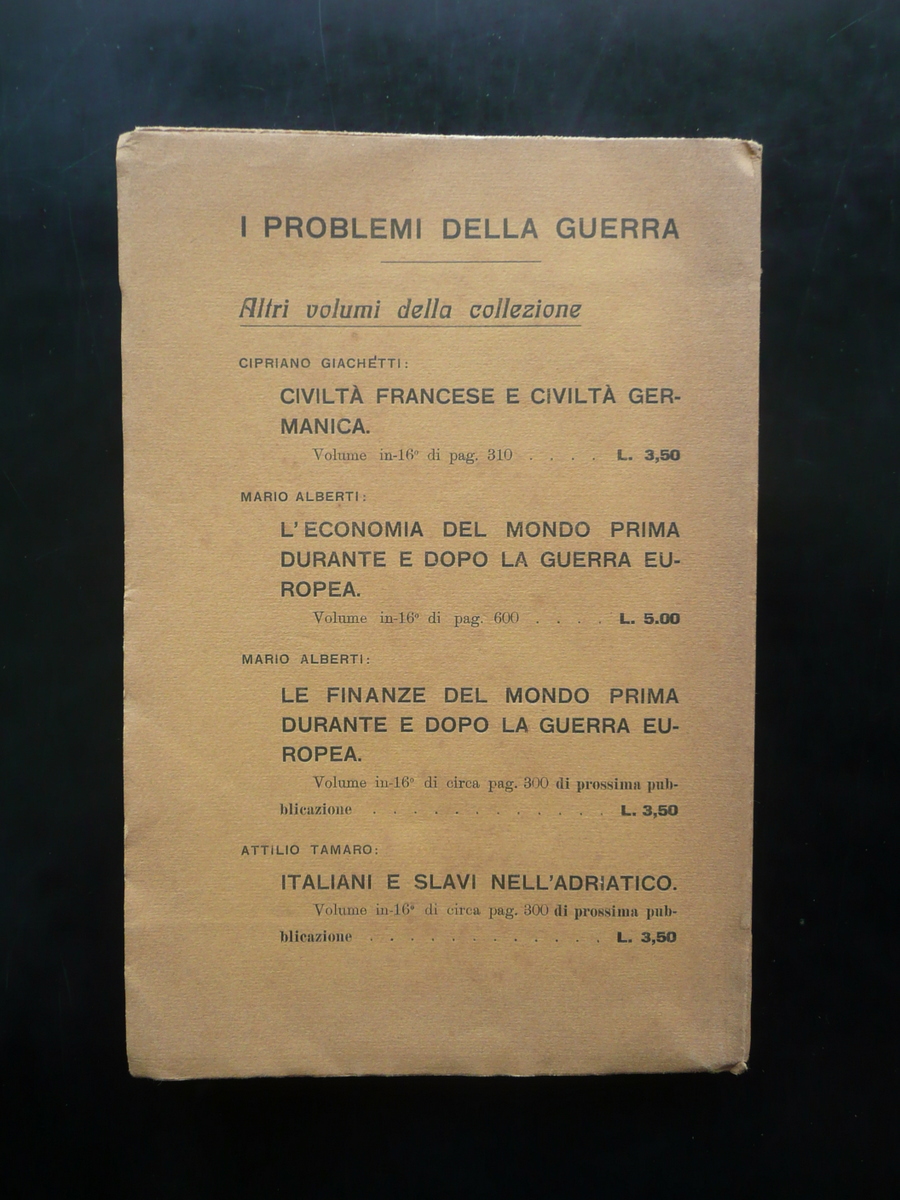 I PROBLEMI DELLA GUERRA
Altri volumi della collezione
CIPRIANO GIACHETTI:
CIVILTÀ FRANCESE E CIVILTÀ GER-
MANICA.
Volume in-16º di pag. 310 . . . . L. 3,50
MARIO ALBERTI:
L'ECONOMIA DEL MONDO PRIMA
DURANTE E DOPO LA GUERRA EU-
ROPEA.
Volume in-16º di pag. 600 . . . . L. 5.00
MARIO ALBERTI:
LE FINANZE DEL MONDO PRIMA
DURANTE E DOPO LA GUERRA EU-
ROPEA.
Volume in-16º di circa pag. 300 di prossima pub-
blicazione . . . . . . . . . . . . L. 3,50
ATTILIO TAMARO:
ITALIANI E SLAVI NELL'ADRIATICO.
Volume in-16º di circa pag. 300 di prossima pub-
blicazione . . . . . . . . . . . . L. 3,50